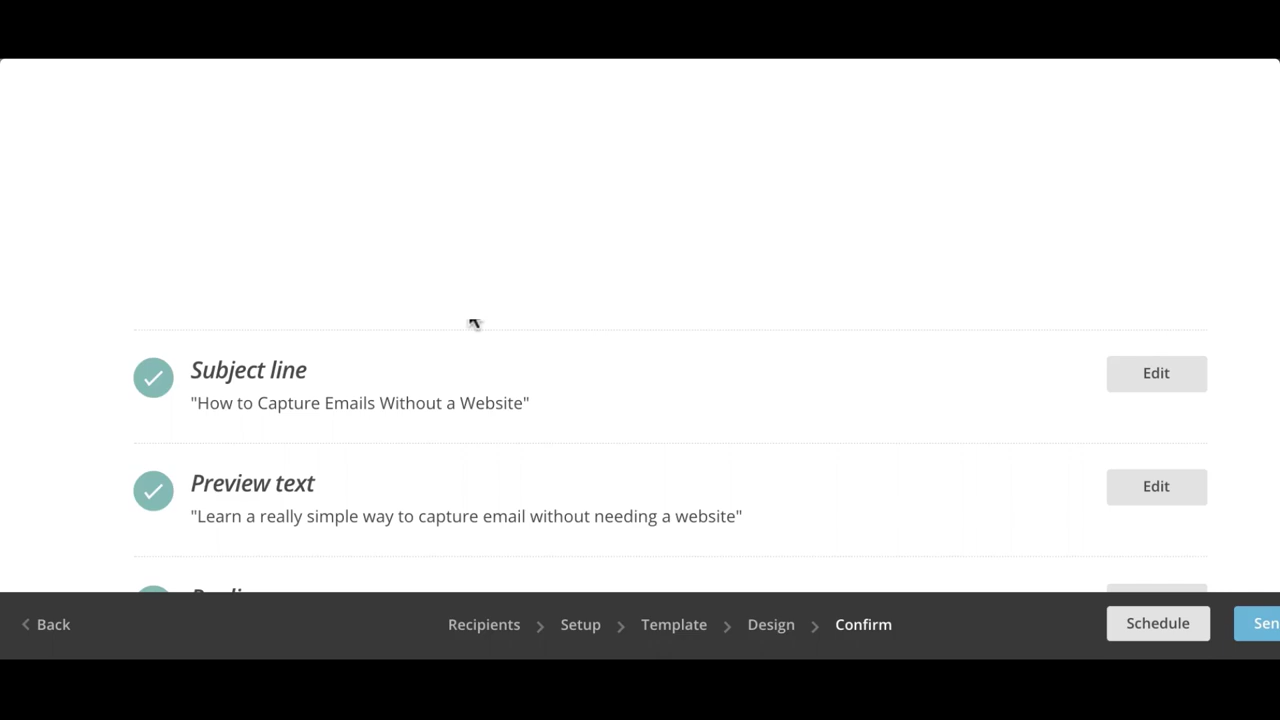 Subject line
Edit
"How to Capture Emails Without a Website"
Preview text
Edit
"Learn a really simple way to capture email without needing a website"
Back
Recipients
Setup
Template
Design
Confirm
Schedule